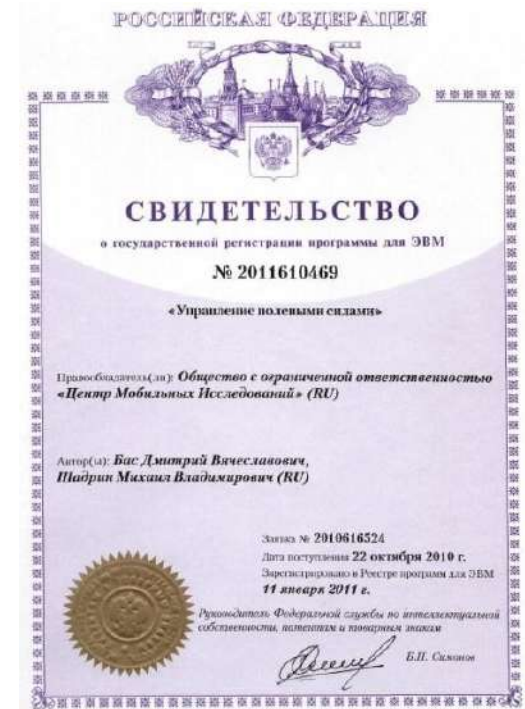 РОССИЙСКАЯ ФЕДЕРАЦИЯ
СВИДЕТЕЛЬСТВО
о государственной регистрации программы для ЭВМ
№ 2011610469
«Управление полевыми силами»
Правообладатель(ли): Общество с ограниченной ответственностью
«Центр Мобильных Исследований» (RU)
Автор(ы): Бас Дмитрий Вячеславович,
Шадрин Михаил Владимирович (RU)
Заявка № 2010616524
Дата поступления 22 октября 2010 г.
Зарегистрировано в Реестре программ для ЭВМ
11 января 2011 г.
Руководитель Федеральной службы по интеллектуальной
собственности, патентам и товарным знакам
Б.П. Симонов